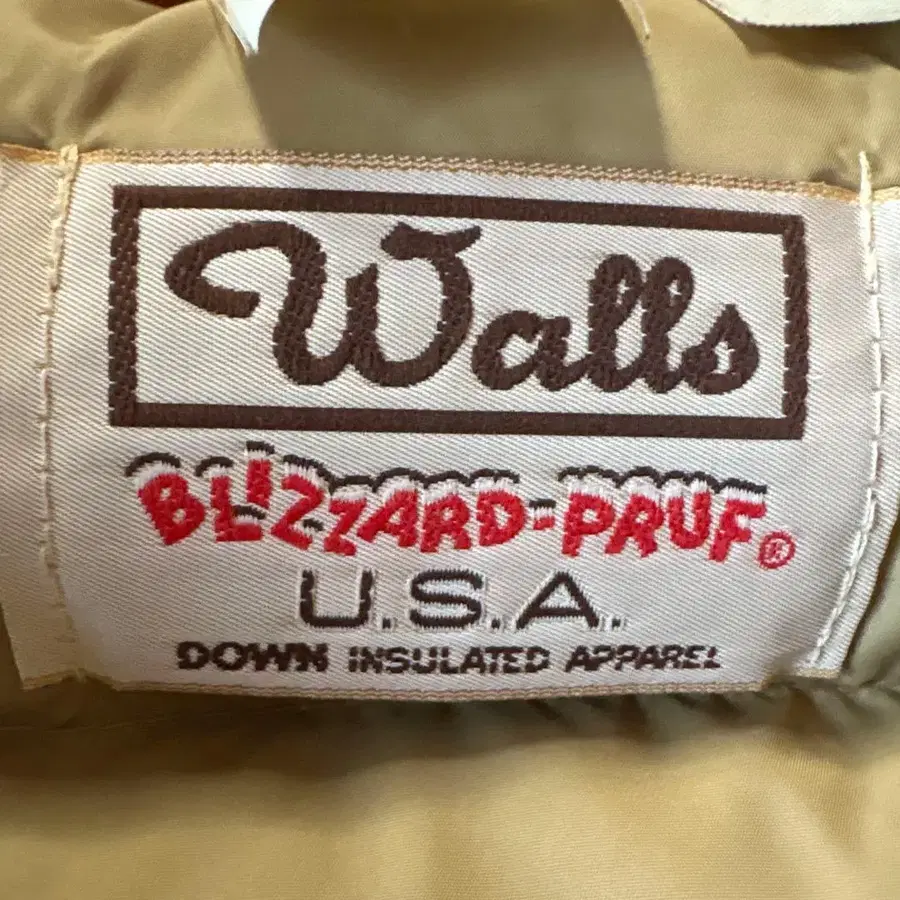 Walls
BLIZZARD-PRUF®
U.S.A.
DOWN INSULATED APPAREL